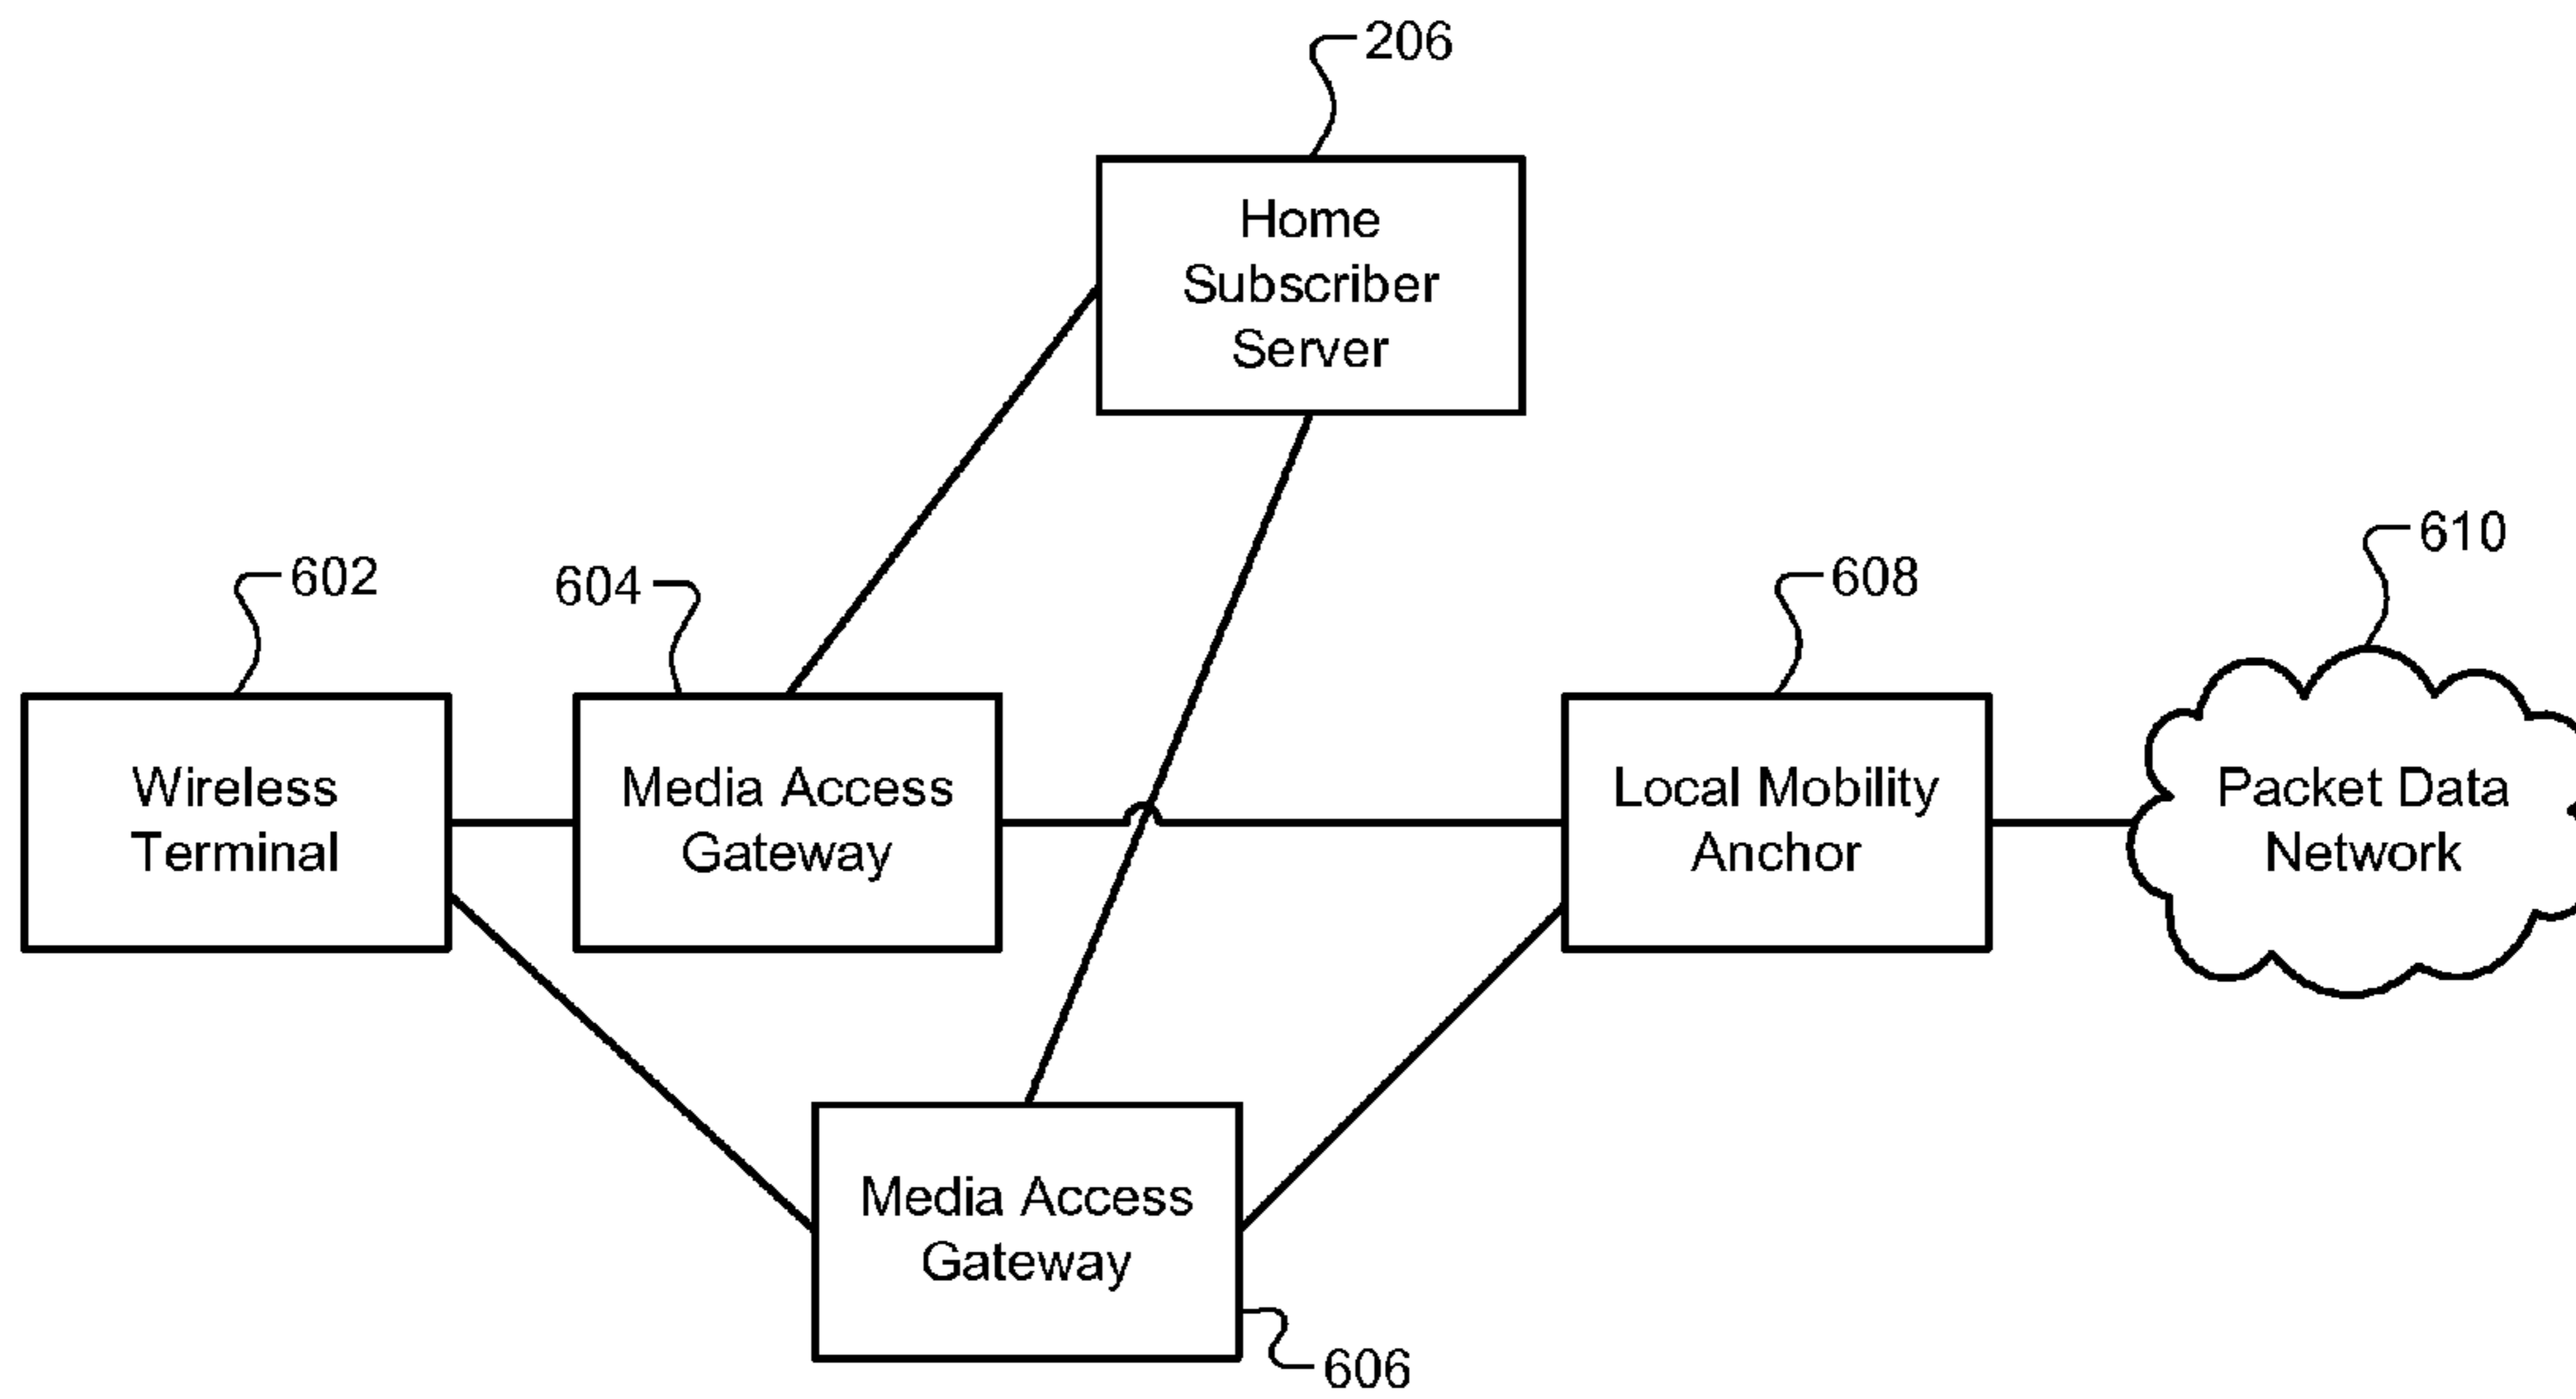 206
Home
Subscriber
Server
610
602
604
608
Wireless
Terminal
Media Access
Gateway
Local Mobility
Anchor
Packet Data
Network
Media Access
Gateway
606